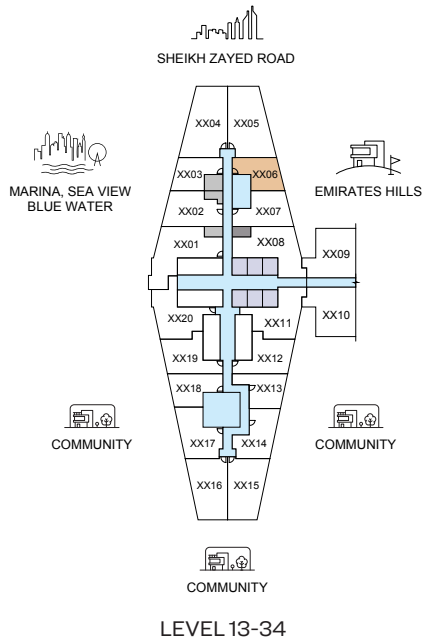 SHEIKH ZAYED ROAD
XX04
XX05
XX03
XX06
MARINA, SEA VIEW
BLUE WATER
EMIRATES HILLS
XX02
XX07
XX01
XX08
XX09
XX10
XX20
XX11
XX19
XX12
XX18
XX13
COMMUNITY
COMMUNITY
XX17
XX14
XX16
XX15
COMMUNITY
LEVEL 13-34